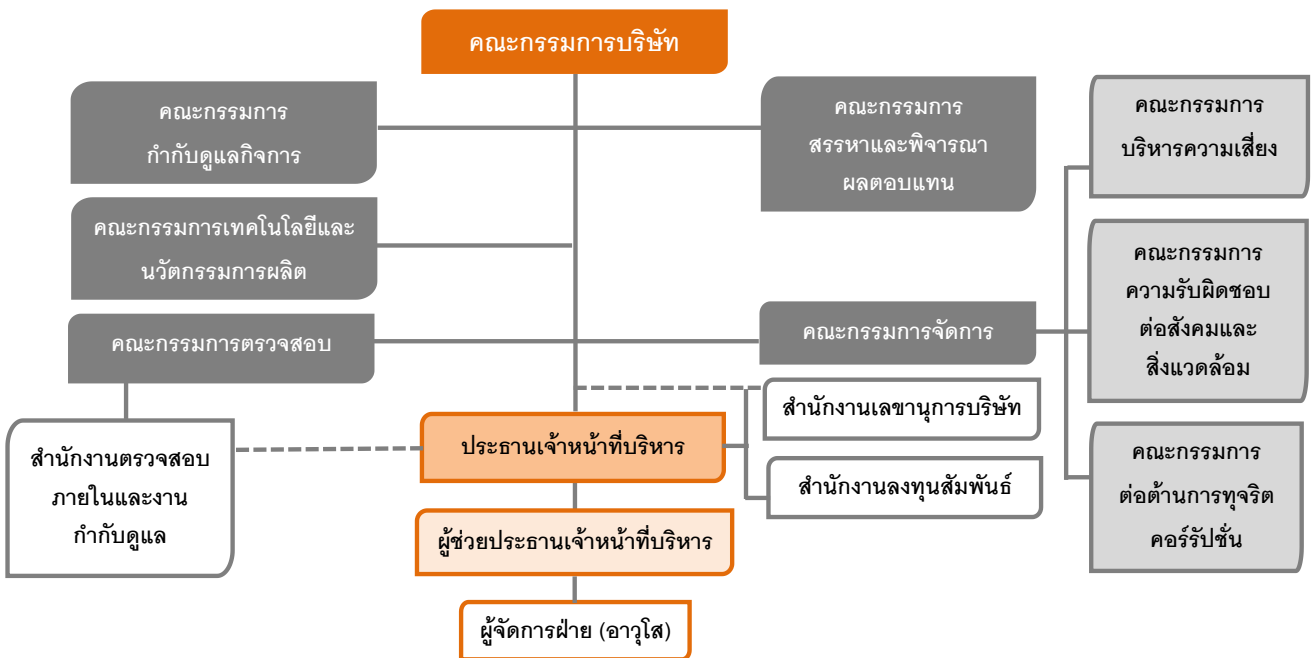 คณะกรรมการบริษัท
คณะกรรมการ
กำกับดูแลกิจการ
คณะกรรมการ
สรรหาและพิจารณา
ผลตอบแทน
คณะกรรมการ
บริหารความเสี่ยง
คณะกรรมการเทคโนโลยีและ
นวัตกรรมการผลิต
คณะกรรมการ
ความรับผิดชอบ
ต่อสังคมและ
สิ่งแวดล้อม
คณะกรรมการตรวจสอบ
คณะกรรมการจัดการ
สำนักงานเลขานุการบริษัท
ประธานเจ้าหน้าที่บริหาร
สำนักงานตรวจสอบ
ภายในและงาน
กำกับดูแล
สำนักงานลงทุนสัมพันธ์
คณะกรรมการ
ต่อต้านการทุจริต
คอร์รัปชั่น
ผู้ช่วยประธานเจ้าหน้าที่บริหาร
ผู้จัดการฝ่าย (อาวุโส)